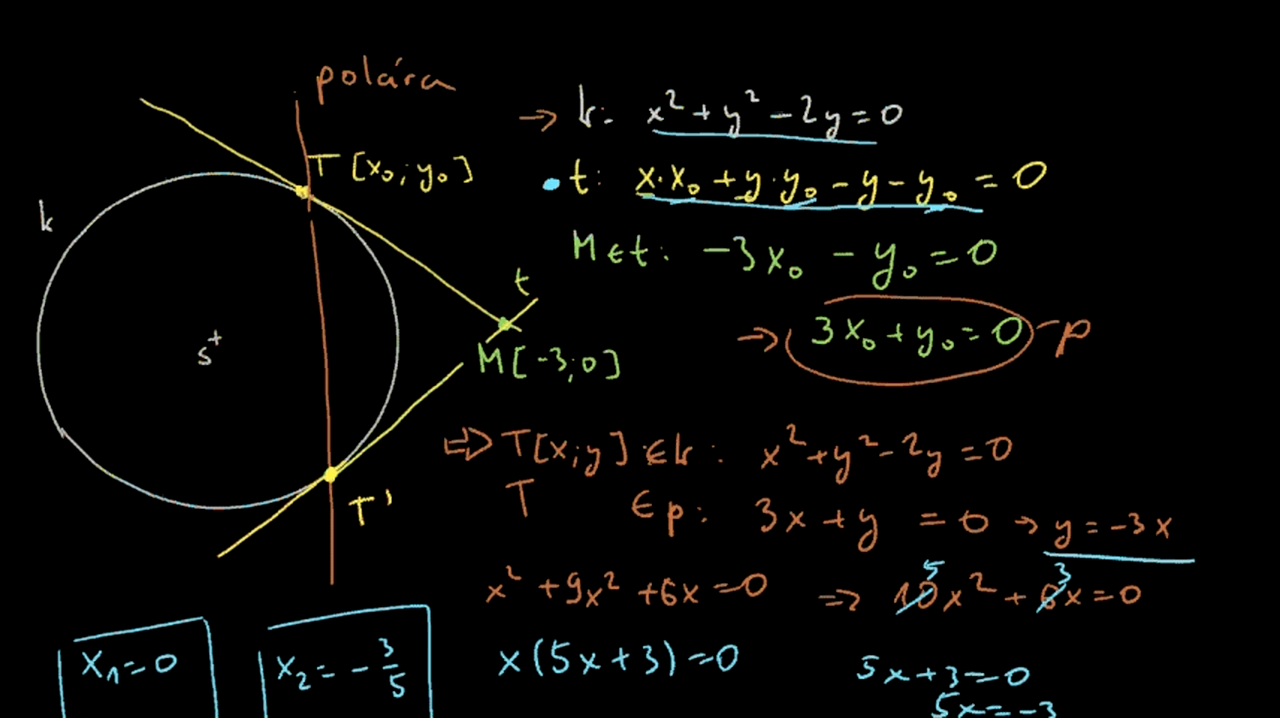 polára
k: x² + y² - 2y = 0
T [x₀; y₀]
t: x·x₀ + y·y₀ - y - y₀ = 0
k
M ∈ t: -3x₀ - y₀ = 0
t
⇒ 3x₀ + y₀ = 0 - p
S
M [-3; 0]
⇒ T[x; y] ∈ k: x² + y² - 2y = 0
T ∈ p: 3x + y = 0 → y = -3x
T'
x² + 9x² + 6x = 0 ⇒ 10x² + 6x = 0
5 3
x₁ = 0
x₂ = -3/5
x(5x + 3) = 0
5x + 3 = 0
5x = -3